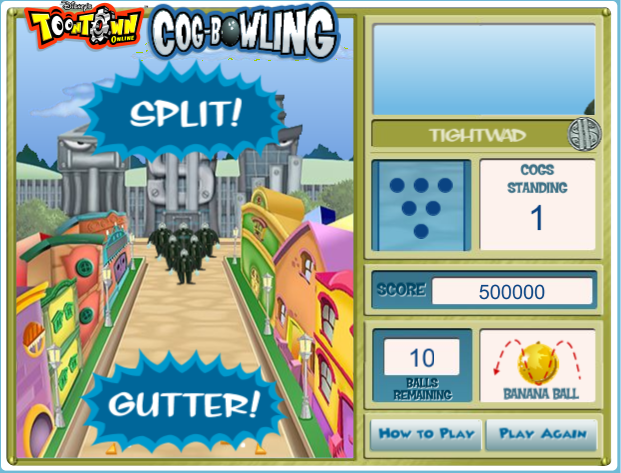 Disney's
TOONTOWN
ONLINE
COG-BOWLING
SPLIT!
GUTTER!
TIGHTWAD
COGS
STANDING
1
SCORE 500000
10
BALLS
REMAINING
BANANA BALL
HOW TO PLAY PLAY AGAIN